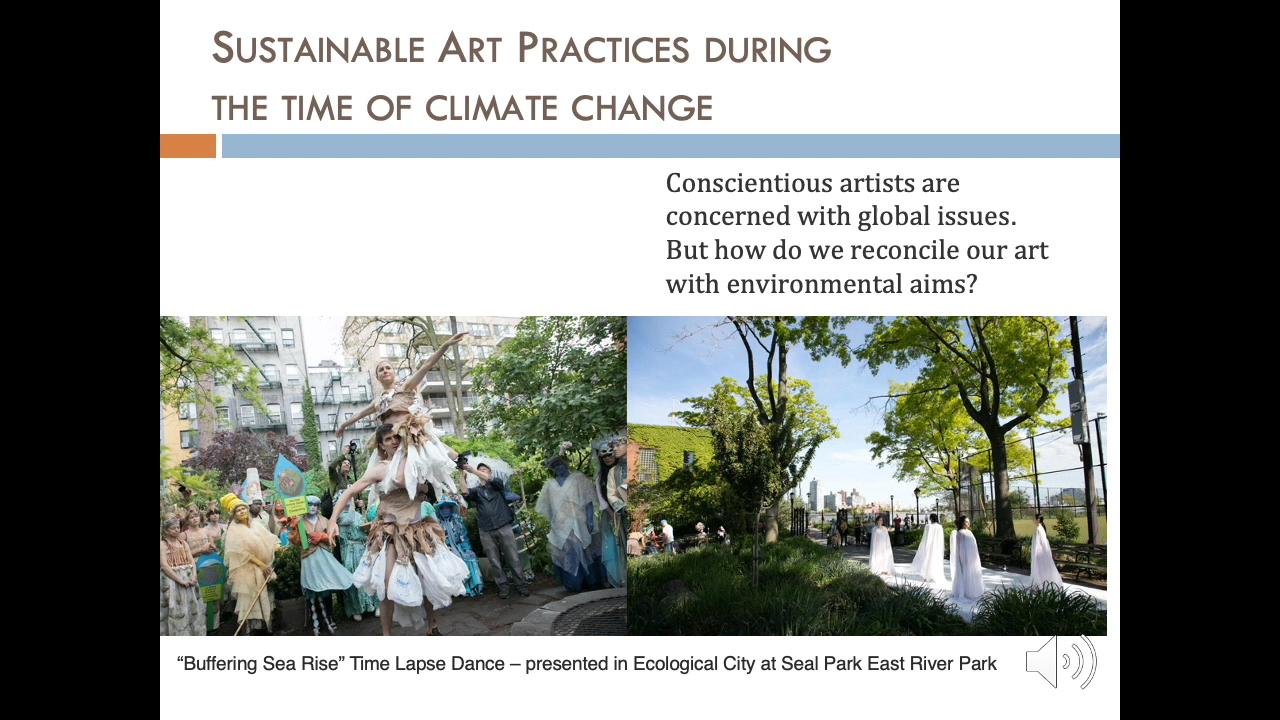 SUSTAINABLE ART PRACTICES DURING
THE TIME OF CLIMATE CHANGE
Conscientious artists are
concerned with global issues.
But how do we reconcile our art
with environmental aims?
“Buffering Sea Rise” Time Lapse Dance – presented in Ecological City at Seal Park East River Park